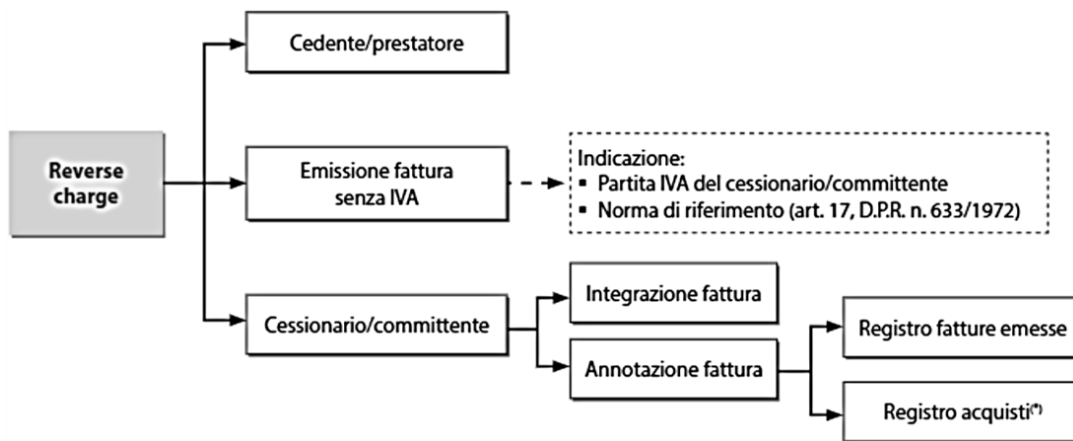 Cedente/prestatore
Reverse
charge
Emissione fattura
senza IVA
Indicazione:
▪ Partita IVA del cessionario/committente
▪ Norma di riferimento (art. 17, D.P.R. n. 633/1972)
Cessionario/committente
Integrazione fattura
Annotazione fattura
Registro fatture emesse
Registro acquisti(*)